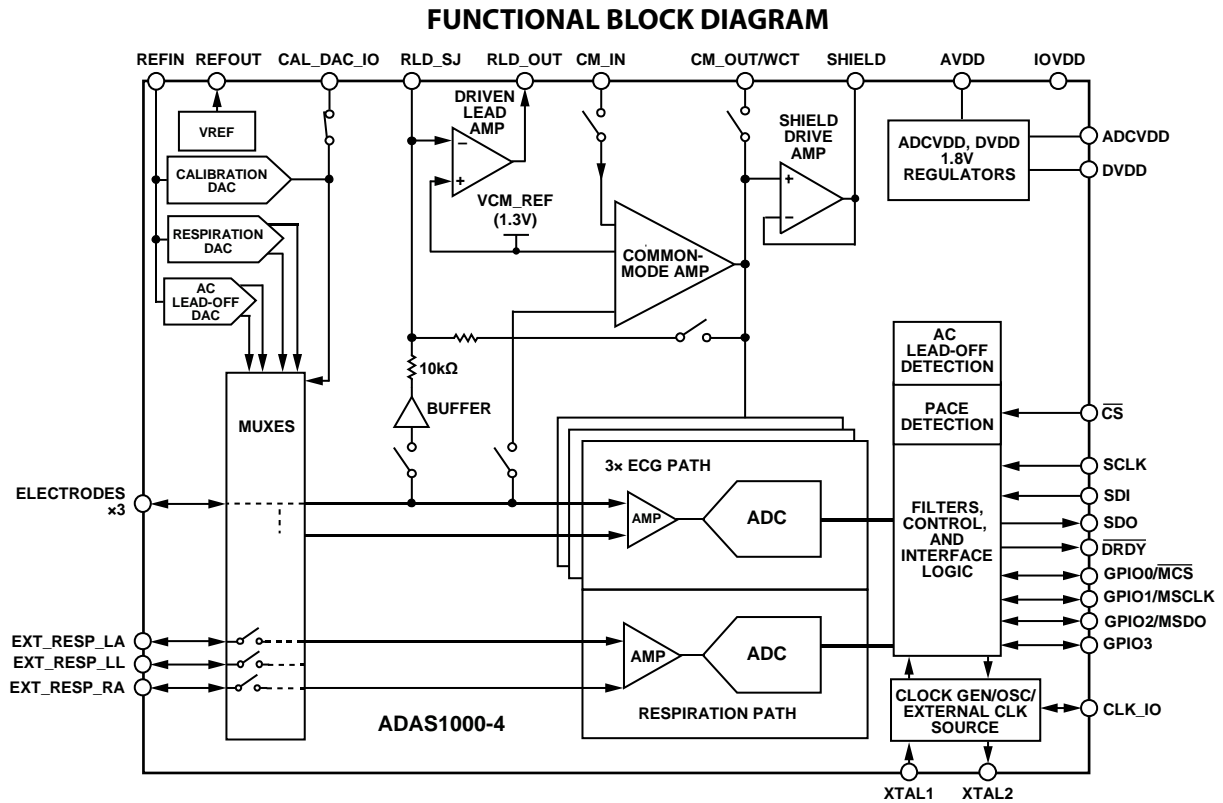 FUNCTIONAL BLOCK DIAGRAM
REFIN REFOUT CAL_DAC_IO RLD_SJ RLD_OUT CM_IN CM_OUT/WCT SHIELD AVDD IOVDD
DRIVEN
LEAD
AMP
VREF
SHIELD
DRIVE
AMP
ADCVDD, DVDD
1.8V
REGULATORS
ADCVDD
DVDD
CALIBRATION
DAC
VCM_REF
(1.3V)
RESPIRATION
DAC
COMMON-
MODE AMP
AC
LEAD-OFF
DAC
10kΩ
BUFFER
MUXES
AC
LEAD-OFF
DETECTION
PACE
DETECTION
FILTERS,
CONTROL,
AND
INTERFACE
LOGIC
CS
SCLK
SDI
SDO
DRDY
GPIO0/MCS
GPIO1/MSCLK
GPIO2/MSDO
GPIO3
3× ECG PATH
AMP
ADC
ELECTRODES
×3
EXT_RESP_LA
EXT_RESP_LL
EXT_RESP_RA
AMP
ADC
RESPIRATION PATH
ADAS1000-4
CLOCK GEN/OSC/
EXTERNAL CLK
SOURCE
CLK_IO
XTAL1 XTAL2